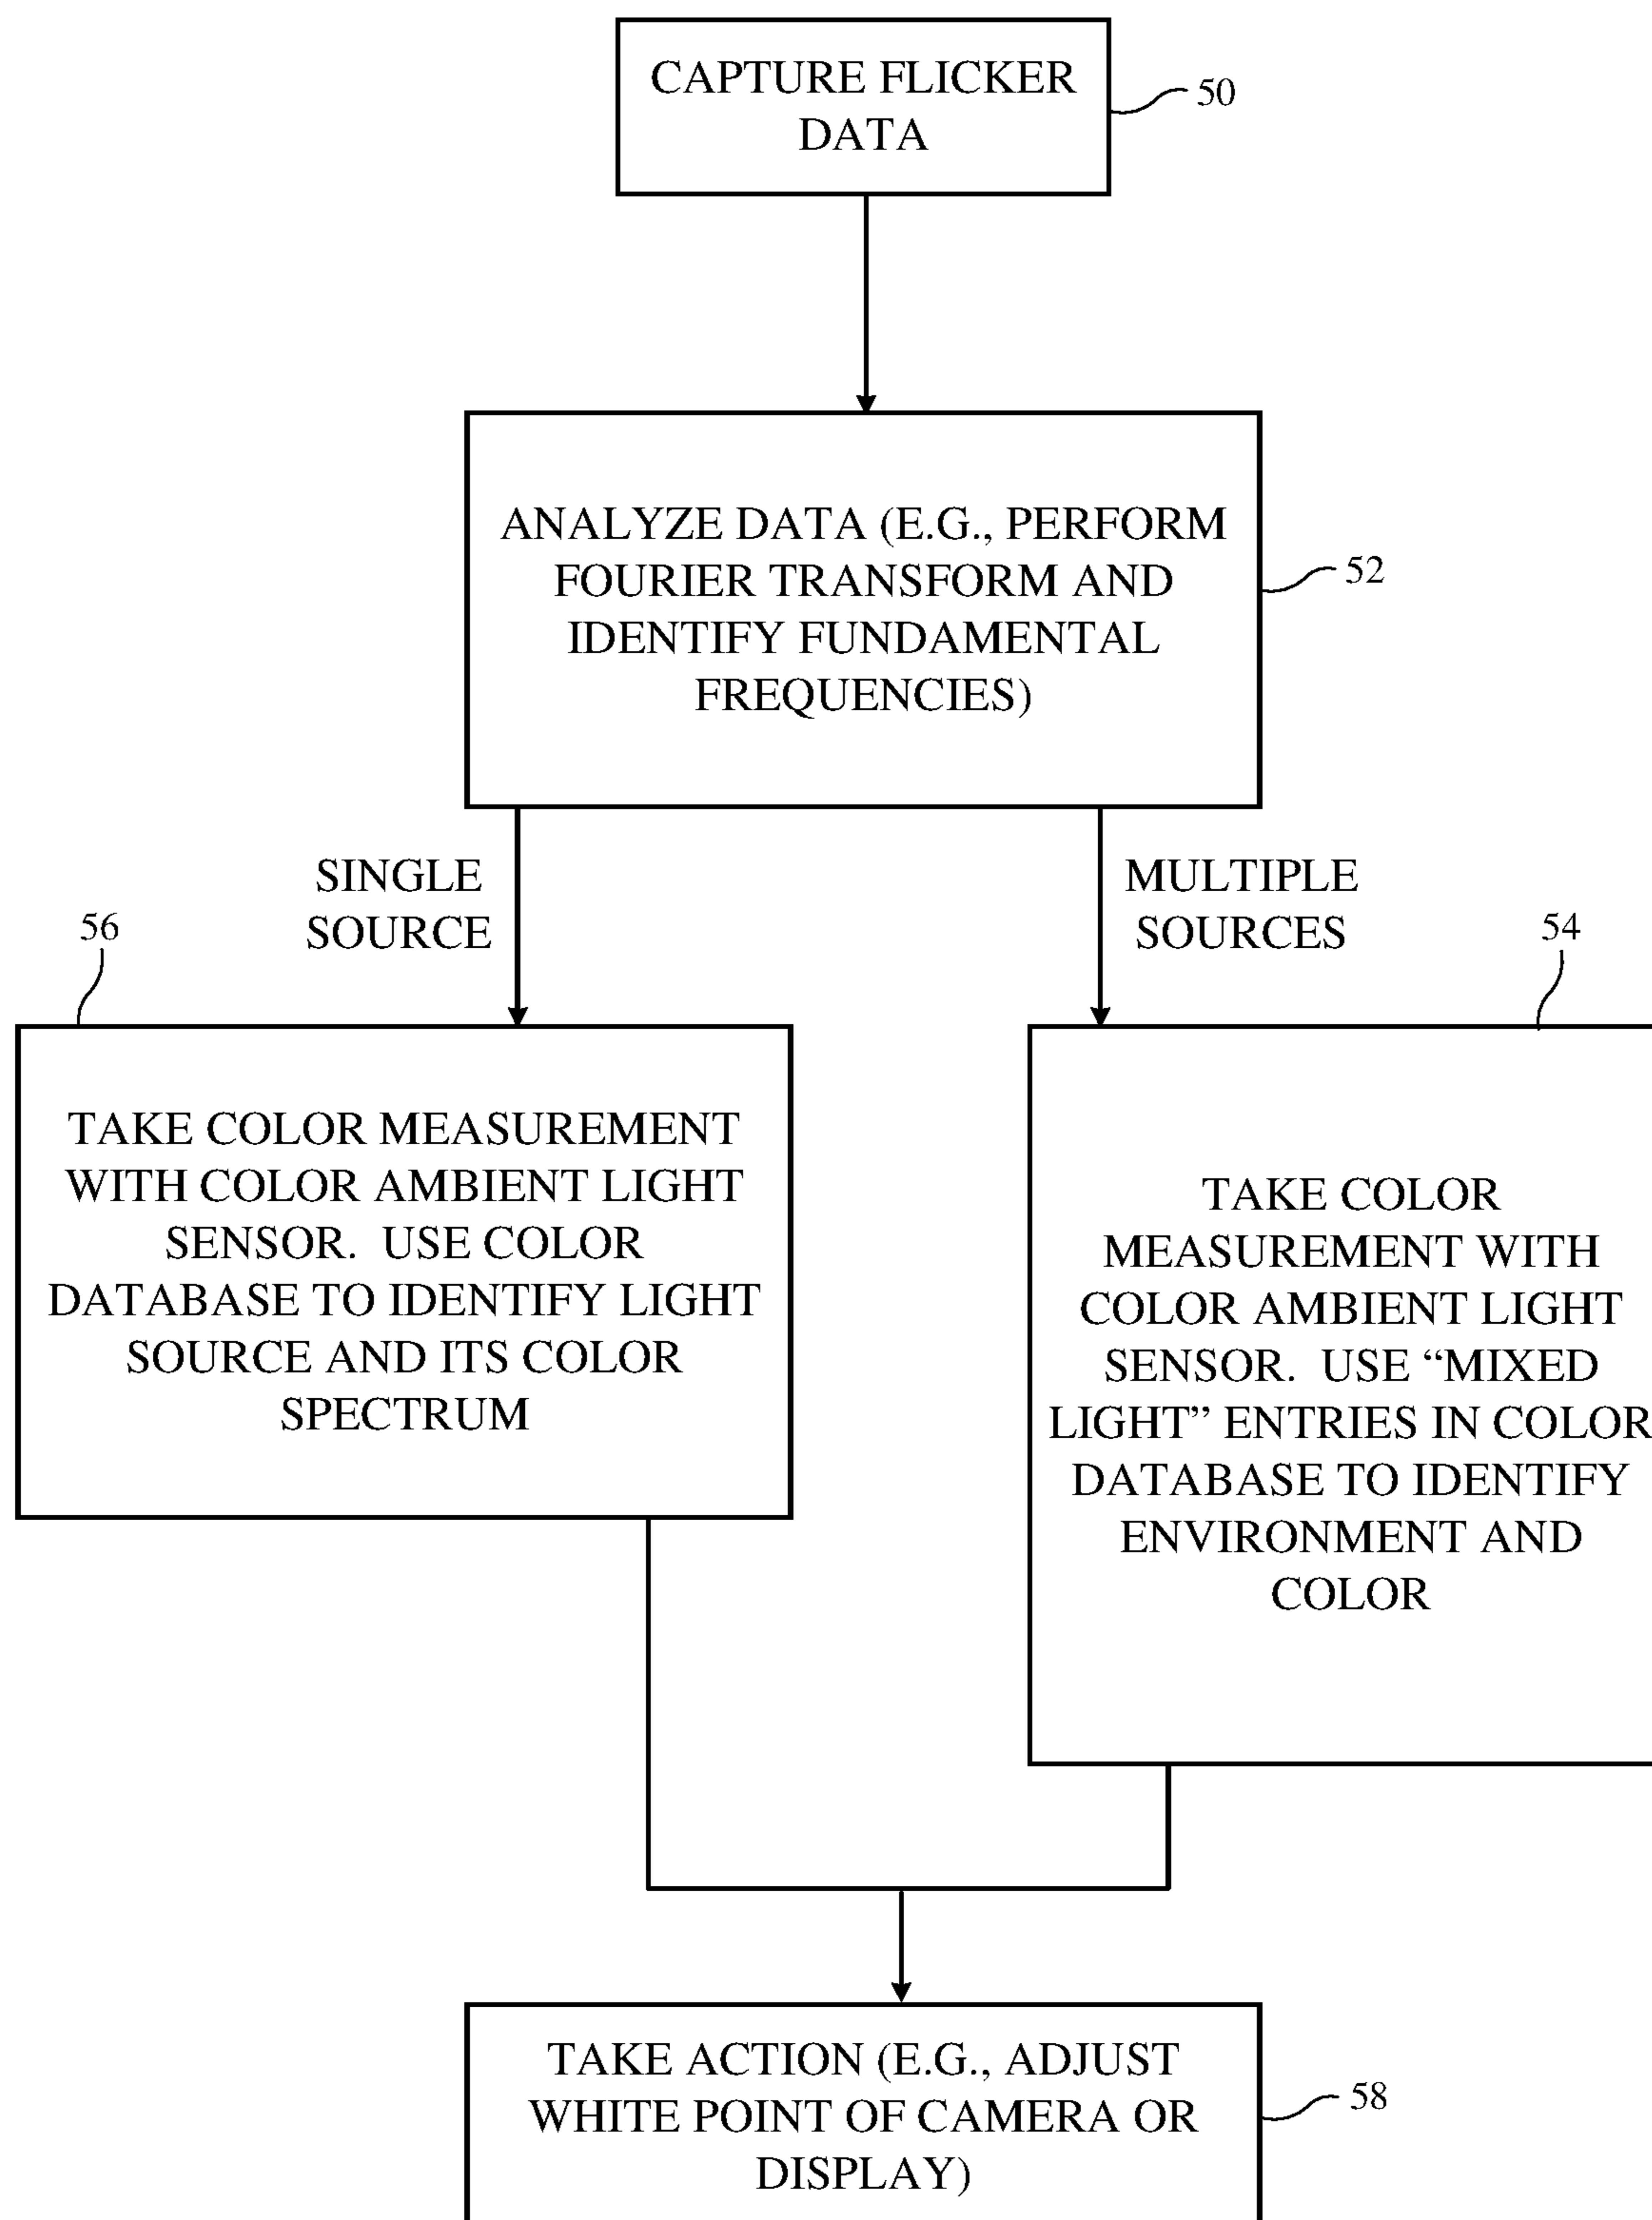 CAPTURE FLICKER
DATA
50
ANALYZE DATA (E.G., PERFORM
FOURIER TRANSFORM AND
IDENTIFY FUNDAMENTAL
FREQUENCIES)
52
SINGLE
SOURCE
MULTIPLE
SOURCES
56
TAKE COLOR MEASUREMENT
WITH COLOR AMBIENT LIGHT
SENSOR.  USE COLOR
DATABASE TO IDENTIFY LIGHT
SOURCE AND ITS COLOR
SPECTRUM
54
TAKE COLOR
MEASUREMENT WITH
COLOR AMBIENT LIGHT
SENSOR.  USE “MIXED
LIGHT” ENTRIES IN COLOR
DATABASE TO IDENTIFY
ENVIRONMENT AND
COLOR
TAKE ACTION (E.G., ADJUST
WHITE POINT OF CAMERA OR
DISPLAY)
58